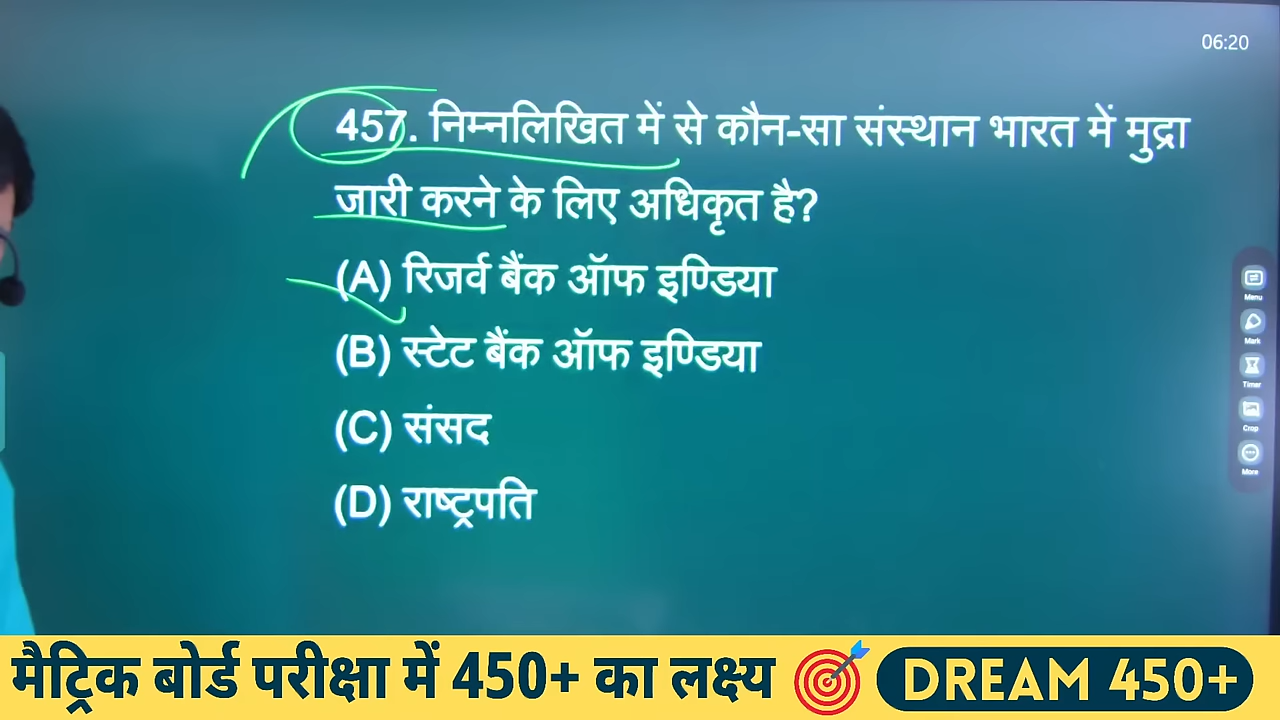 06:20
457. निम्नलिखित में से कौन-सा संस्थान भारत में मुद्रा
जारी करने के लिए अधिकृत है?
(A) रिजर्व बैंक ऑफ इण्डिया
(B) स्टेट बैंक ऑफ इण्डिया
(C) संसद
(D) राष्ट्रपति
Menu
Mark
Timer
Crop
More
मैट्रिक बोर्ड परीक्षा में 450+ का लक्ष्य DREAM 450+